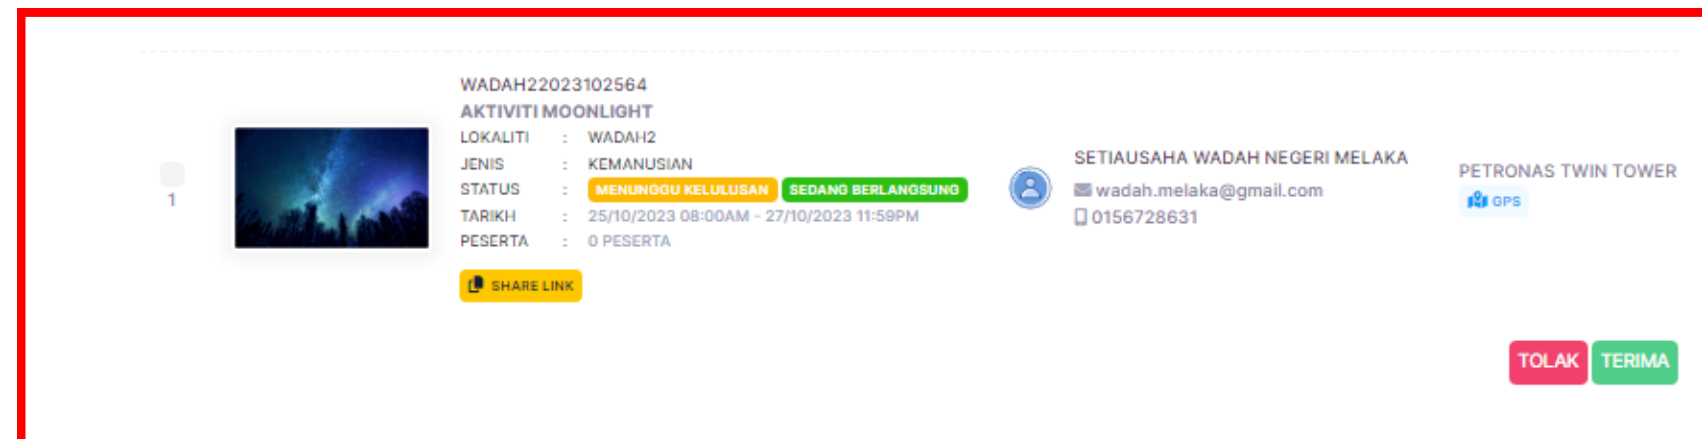 1
WADAH22023102564
AKTIVITI MOONLIGHT
LOKALITI : WADAH2
JENIS : KEMANUSIAN
STATUS : MENUNGGU KELULUSAN SEDANG BERLANGSUNG
TARIKH : 25/10/2023 08:00AM - 27/10/2023 11:59PM
PESERTA : 0 PESERTA
SHARE LINK
SETIAUSAHA WADAH NEGERI MELAKA
wadah.melaka@gmail.com
0156728631
PETRONAS TWIN TOWER
GPS
TOLAK TERIMA